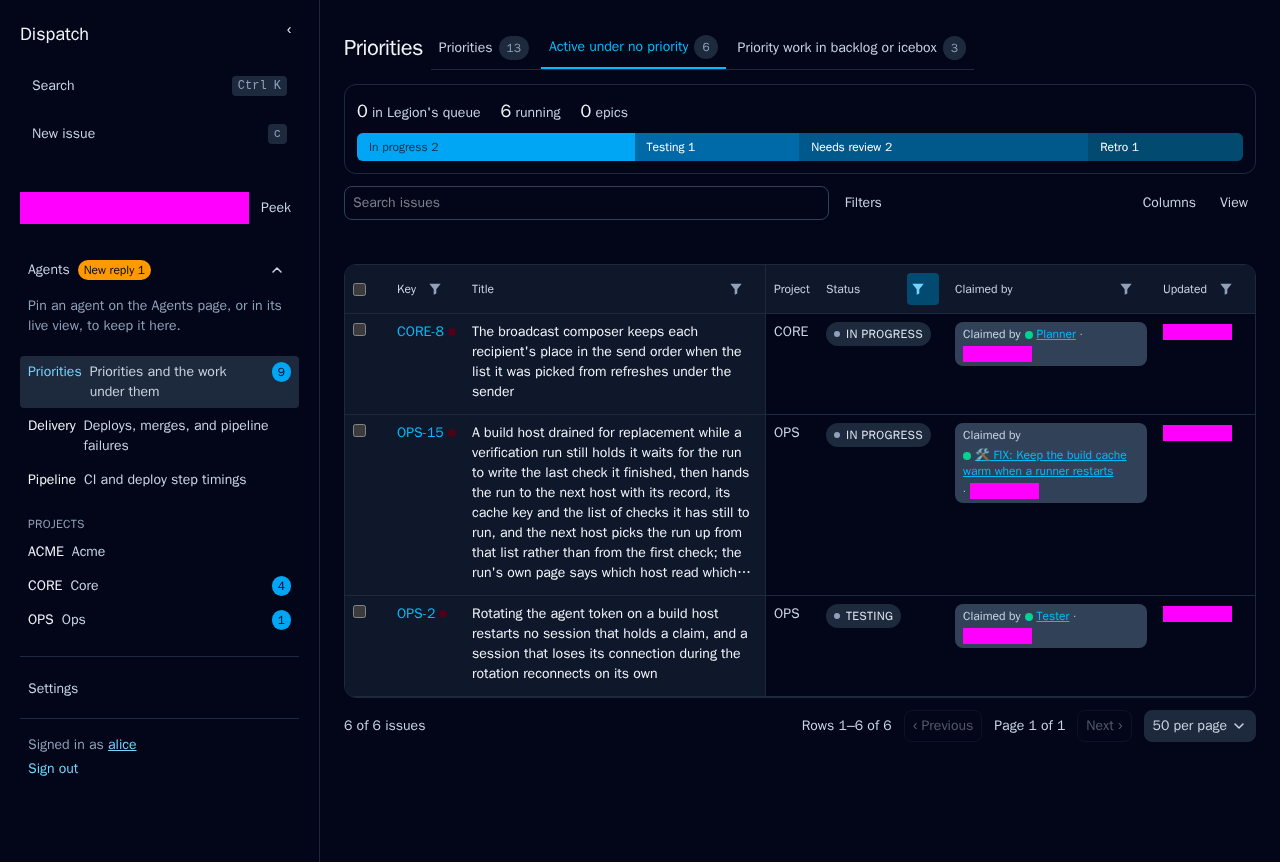 Dispatch
‹
Search
Ctrl K
New issue
C
Peek
Agents
New reply 1
Pin an agent on the Agents page, or in its
live view, to keep it here.
Priorities
Priorities and the work
under them
9
Delivery
Deploys, merges, and pipeline
failures
Pipeline
CI and deploy step timings
PROJECTS
ACME Acme
CORE Core
4
OPS Ops
1
Settings
Signed in as alice
Sign out
Priorities
Priorities 13
Active under no priority 6
Priority work in backlog or icebox 3
0 in Legion's queue
6 running
0 epics
In progress 2
Testing 1
Needs review 2
Retro 1
Search issues
Filters
Columns
View
Key
Title
Project
Status
Claimed by
Updated
CORE-8
The broadcast composer keeps each
recipient's place in the send order when the
list it was picked from refreshes under the
sender
CORE
IN PROGRESS
Claimed by Planner ·
OPS-15
A build host drained for replacement while a
verification run still holds it waits for the run
to write the last check it finished, then hands
the run to the next host with its record, its
cache key and the list of checks it has still to
run, and the next host picks the run up from
that list rather than from the first check; the
run's own page says which host read which…
OPS
IN PROGRESS
Claimed by
🛠️ FIX: Keep the build cache
warm when a runner restarts
·
OPS-2
Rotating the agent token on a build host
restarts no session that holds a claim, and a
session that loses its connection during the
rotation reconnects on its own
OPS
TESTING
Claimed by Tester ·
6 of 6 issues
Rows 1–6 of 6
‹ Previous
Page 1 of 1
Next ›
50 per page